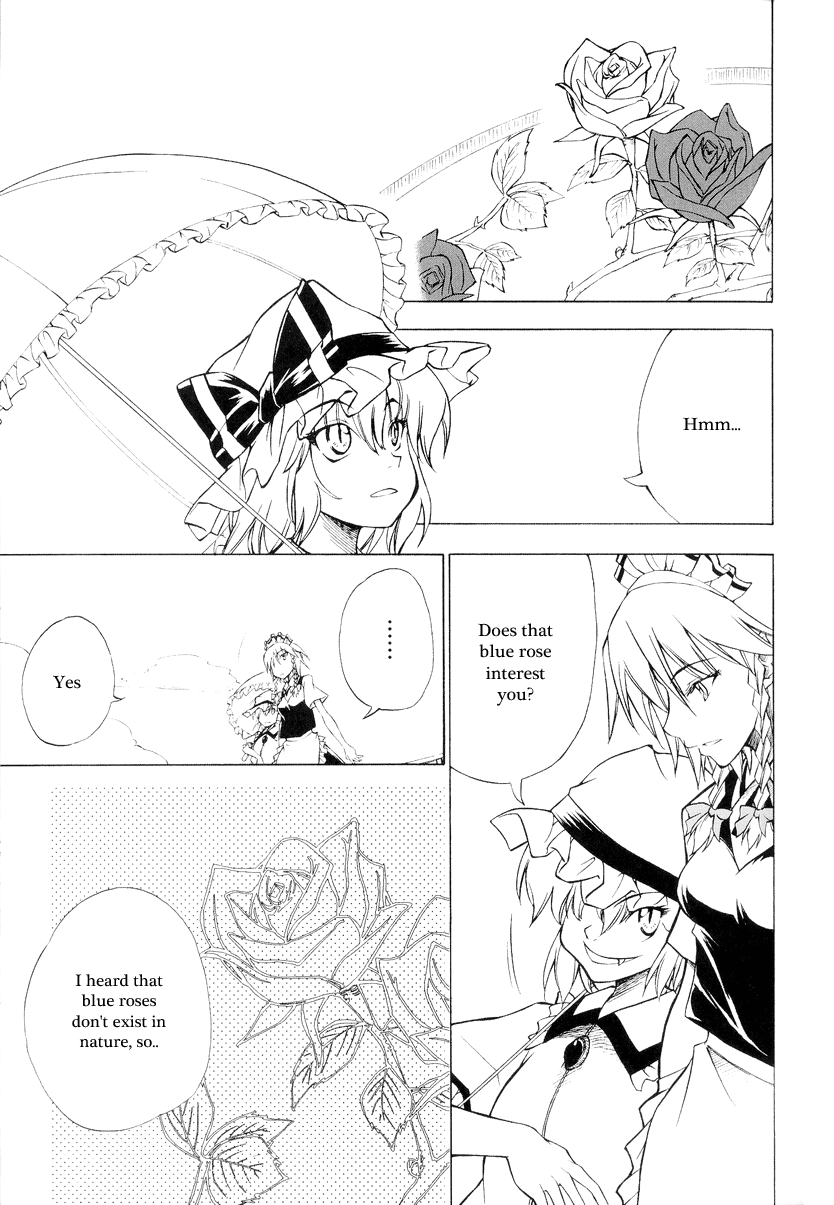 Hmm...
Does that
blue rose
interest
you?
......
Yes
I heard that
blue roses
don't exist in
nature, so..